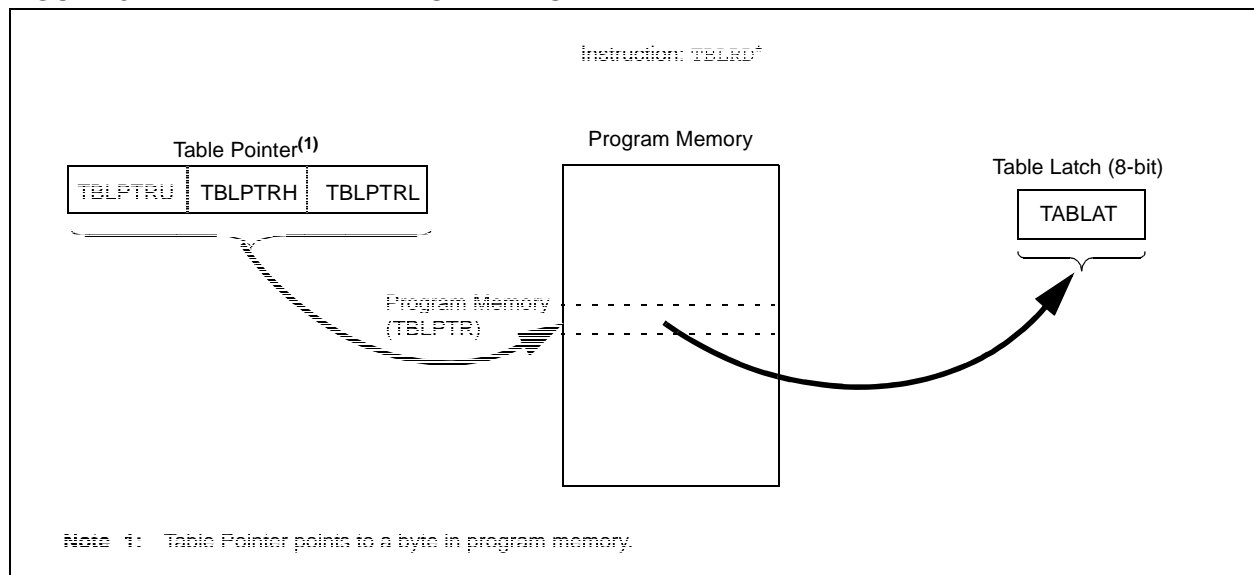 Instruction: TBLRD*
Table Pointer(1)
Program Memory
Table Latch (8-bit)
TBLPTRU TBLPTRH TBLPTRL
TABLAT
Program Memory
(TBLPTR)
Note 1: Table Pointer points to a byte in program memory.